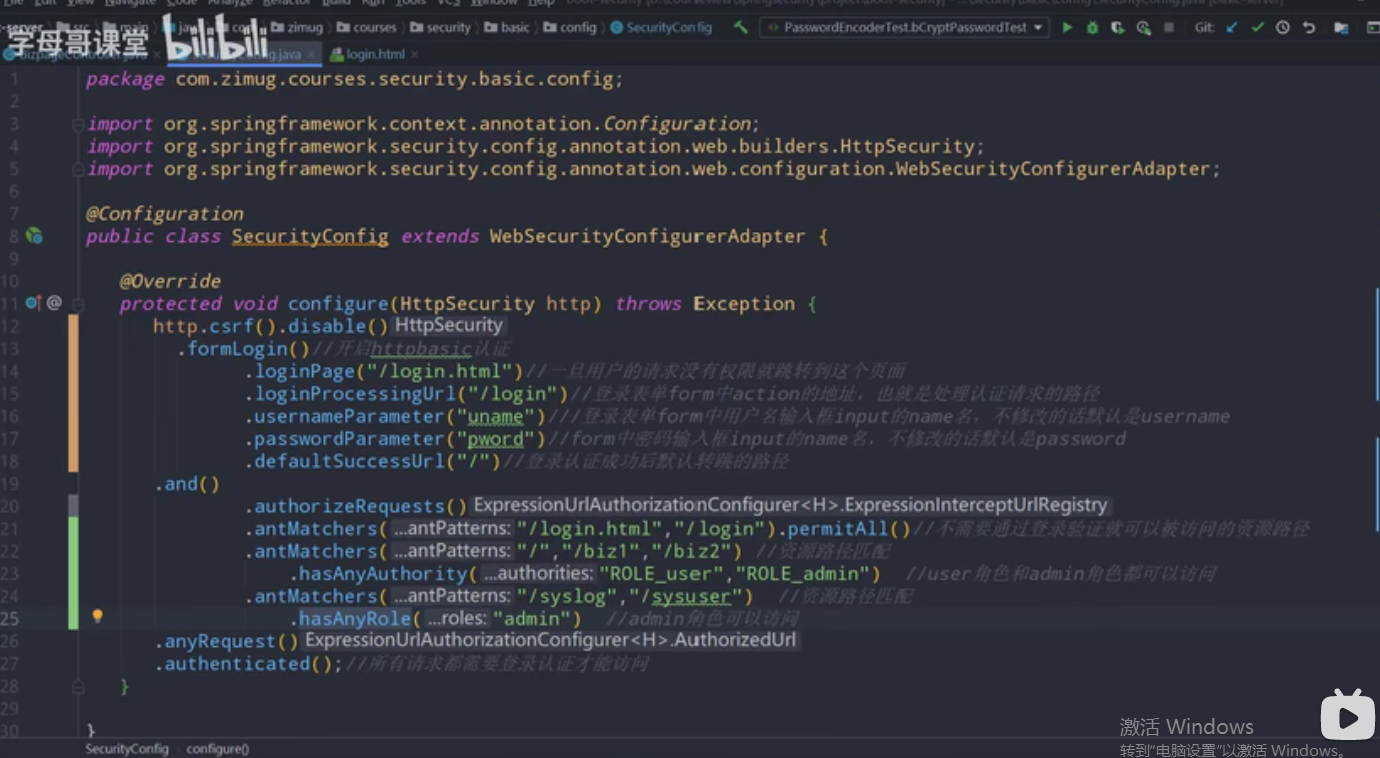 File Edit View Navigate Code Analyze Refactor Build Run Tools VCS Window Help
server src main courses zimug courses security basic config SecurityConfig PasswordEncoderTest.bCryptPasswordTest Git:
字母哥课堂 bilibili
login.html
1 package com.zimug.courses.security.basic.config;
2
3 import org.springframework.context.annotation.Configuration;
4 import org.springframework.security.config.annotation.web.builders.HttpSecurity;
5 import org.springframework.security.config.annotation.web.configuration.WebSecurityConfigurerAdapter;
6
7 @Configuration
8 public class SecurityConfig extends WebSecurityConfigurerAdapter {
9
10 @Override
11 @ protected void configure(HttpSecurity http) throws Exception {
12 http.csrf().disable() HttpSecurity
13 .formLogin()//开启httpbasic认证
14 .loginPage("/login.html")//一旦用户的请求没有权限就跳转到这个页面
15 .loginProcessingUrl("/login")//登录表单form中action的地址，也就是处理认证请求的路径
16 .usernameParameter("uname")///登录表单form中用户名输入框input的name名，不修改的话默认是username
17 .passwordParameter("pword")//form中密码输入框input的name名，不修改的话默认是password
18 .defaultSuccessUrl("/")//登录认证成功后默认转跳的路径
19 .and()
20 .authorizeRequests() ExpressionUrlAuthorizationConfigurer<H>.ExpressionInterceptUrlRegistry
21 .antMatchers( ...antPatterns: "/login.html","/login").permitAll()//不需要通过登录验证就可以被访问的资源路径
22 .antMatchers( ...antPatterns: "/","/biz1","/biz2") //资源路径匹配
23 .hasAnyAuthority( ...authorities: "ROLE_user","ROLE_admin") //user角色和admin角色都可以访问
24 .antMatchers( ...antPatterns: "/syslog","/sysuser") //资源路径匹配
25 .hasAnyRole( ...roles: "admin") //admin角色可以访问
26 .anyRequest() ExpressionUrlAuthorizationConfigurer<H>.AuthorizedUrl
27 .authenticated();//所有请求都需要登录认证才能访问
28 }
29
30 }
SecurityConfig configure()
激活 Windows
转到"电脑设置"以激活 Windows。